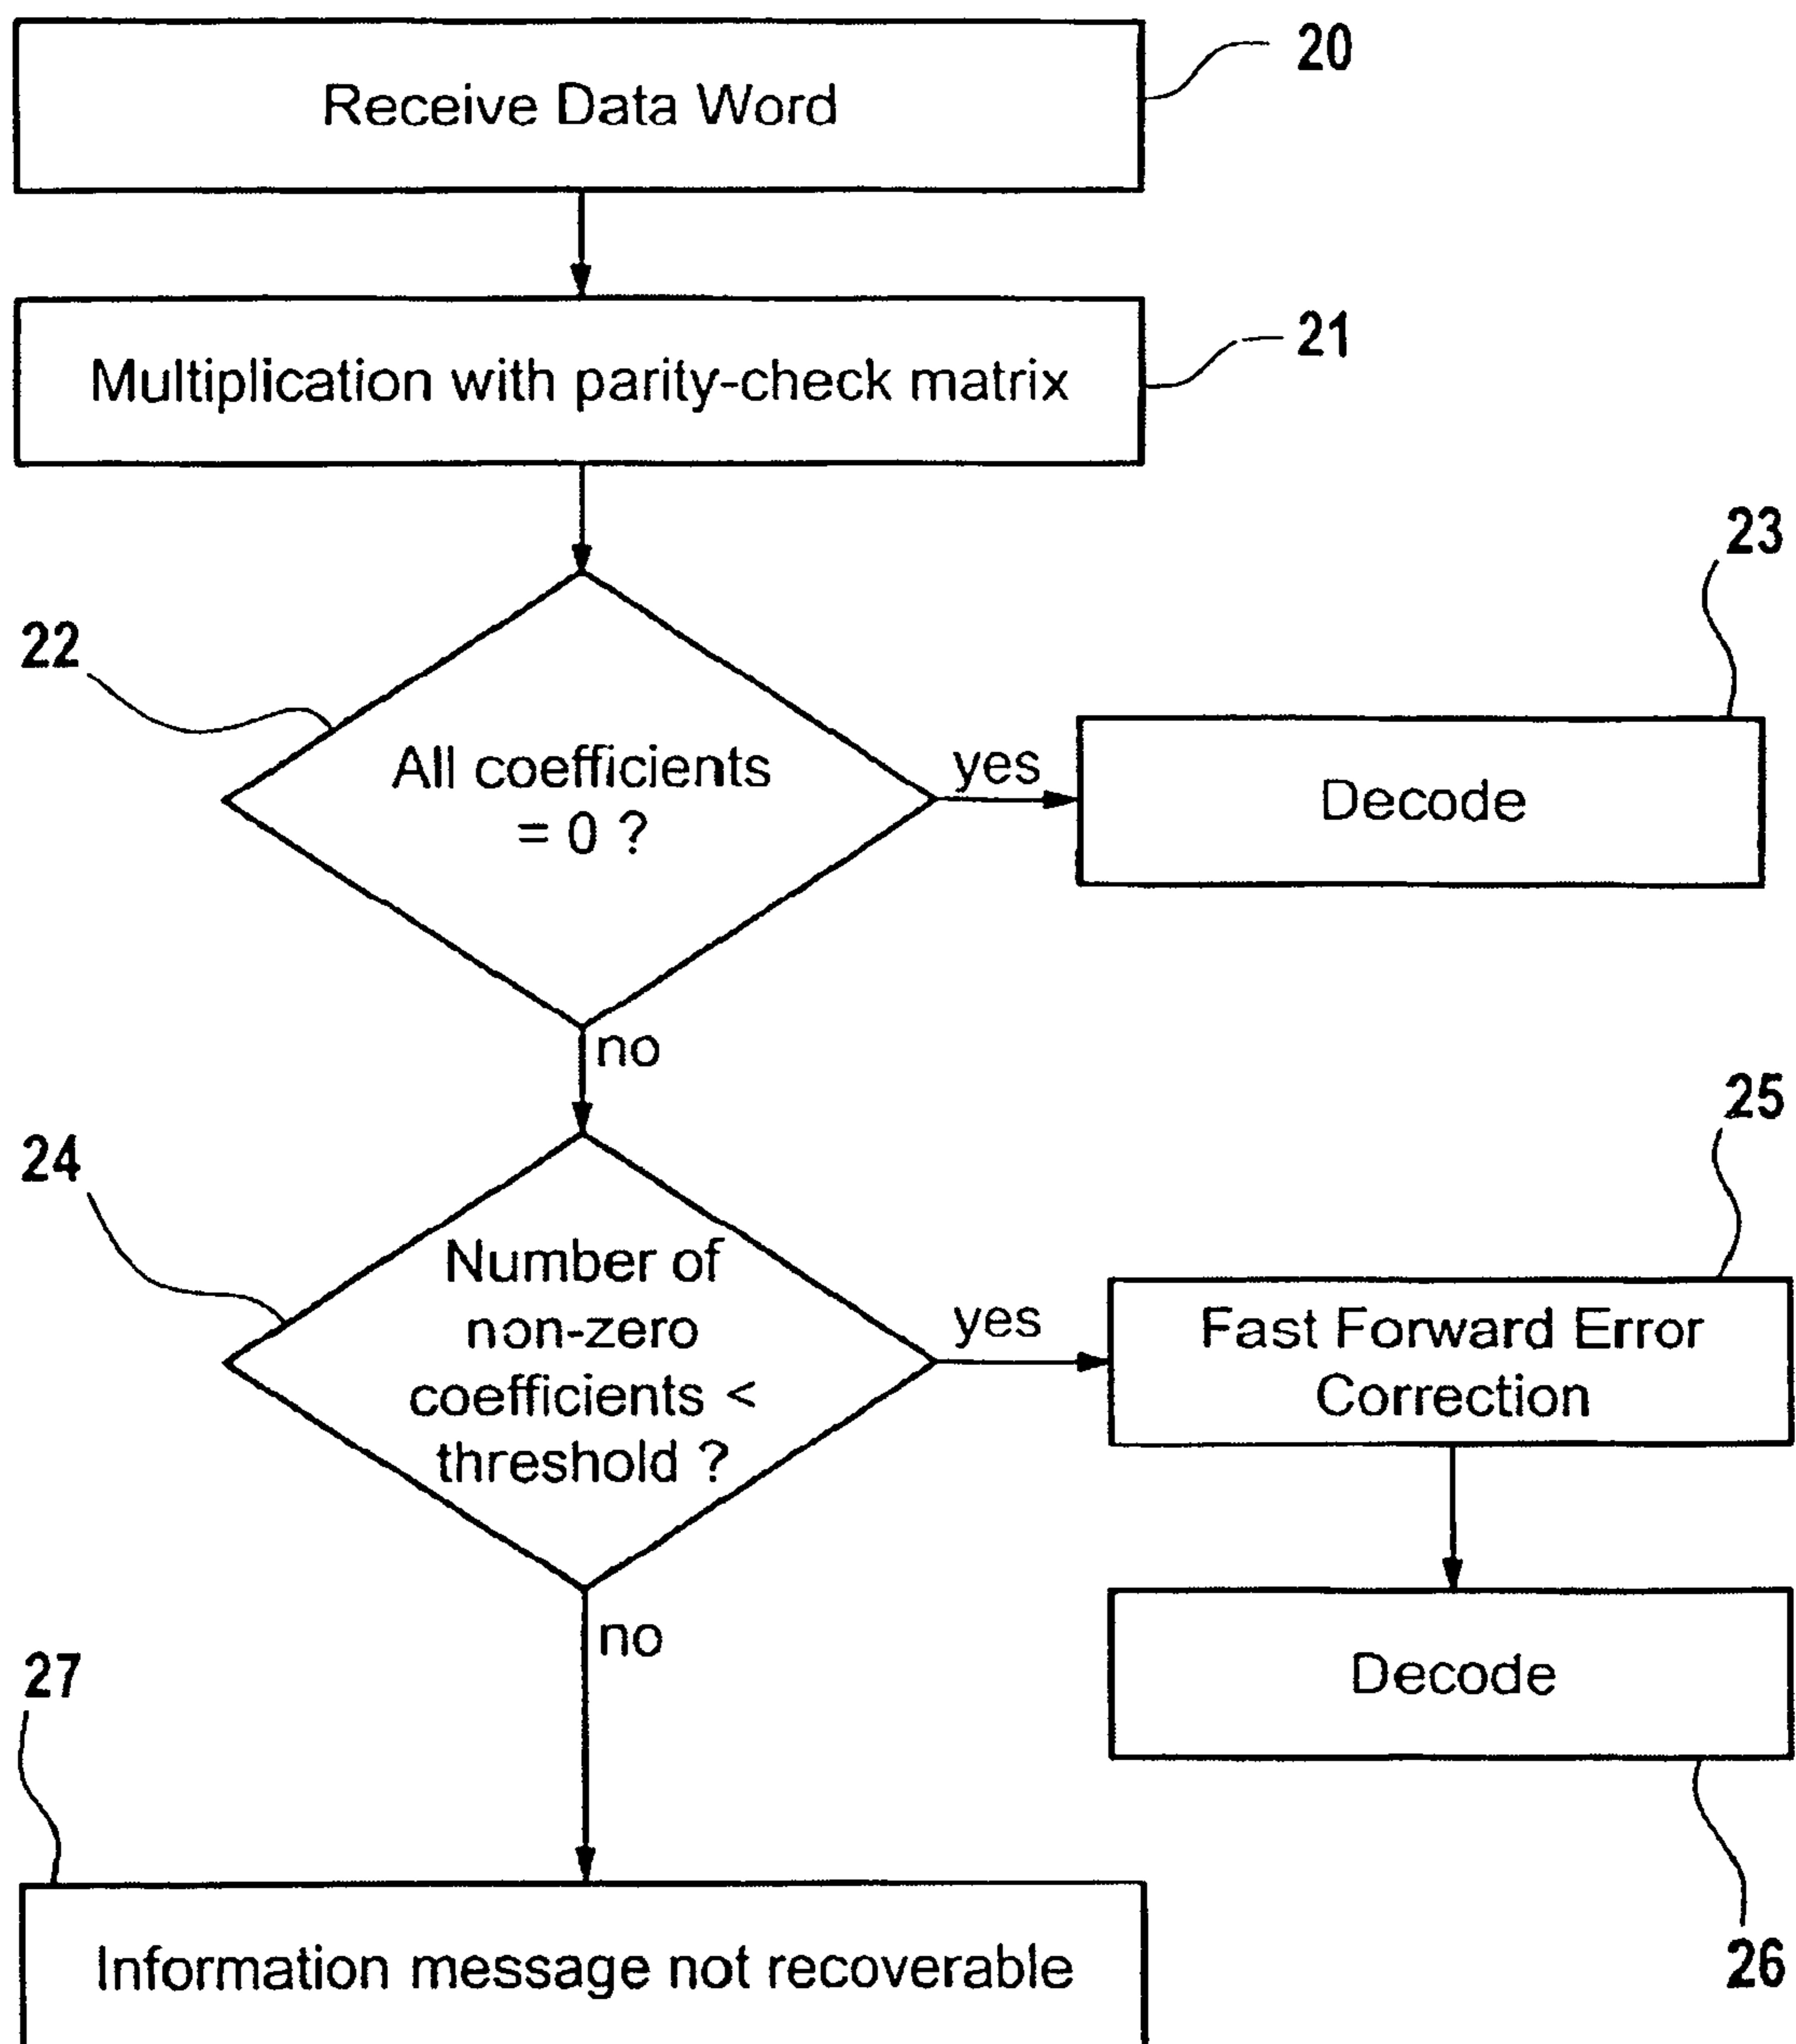 20
Receive Data Word
21
Multiplication with parity-check matrix
23
22
All coefficients
= 0 ?
yes
Decode
no
25
24
Number of
non-zero
coefficients <
threshold ?
yes
Fast Forward Error
Correction
no
Decode
27
26
Information message not recoverable